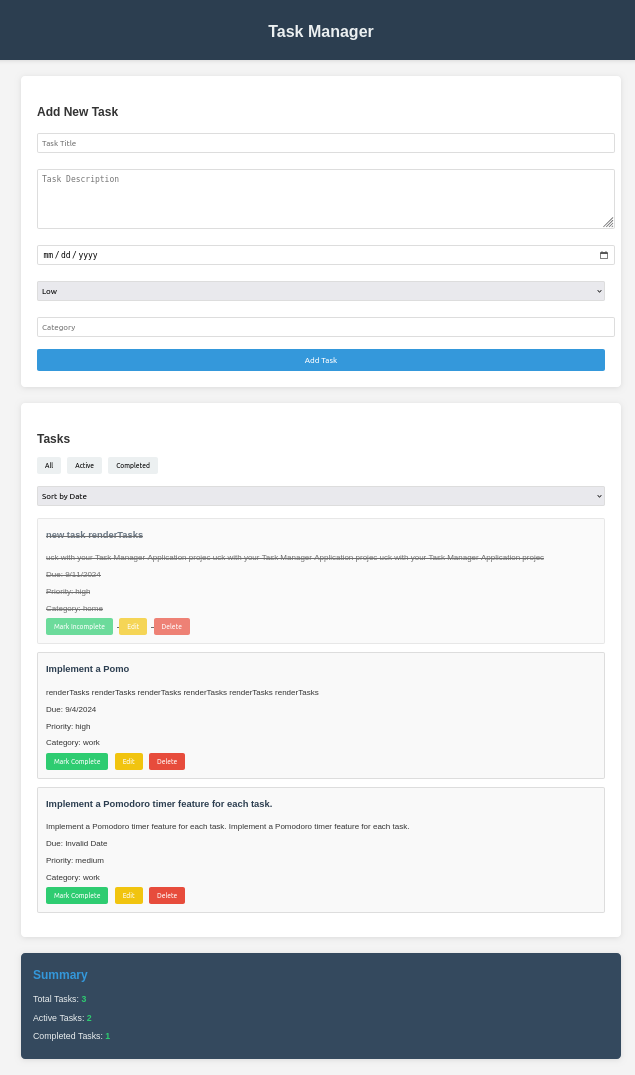 Task Manager
Add New Task
Task Title
Task Description
mm/dd/yyyy
Low
Category
Add Task
Tasks
All Active Completed
Sort by Date
new task renderTasks
uck with your Task Manager Application projec uck with your Task Manager Application projec uck with your Task Manager Application projec
Due: 9/11/2024
Priority: high
Category: home
Mark Incomplete Edit Delete
Implement a Pomo
renderTasks renderTasks renderTasks renderTasks renderTasks renderTasks
Due: 9/4/2024
Priority: high
Category: work
Mark Complete Edit Delete
Implement a Pomodoro timer feature for each task.
Implement a Pomodoro timer feature for each task. Implement a Pomodoro timer feature for each task.
Due: Invalid Date
Priority: medium
Category: work
Mark Complete Edit Delete
Summary
Total Tasks: 3
Active Tasks: 2
Completed Tasks: 1